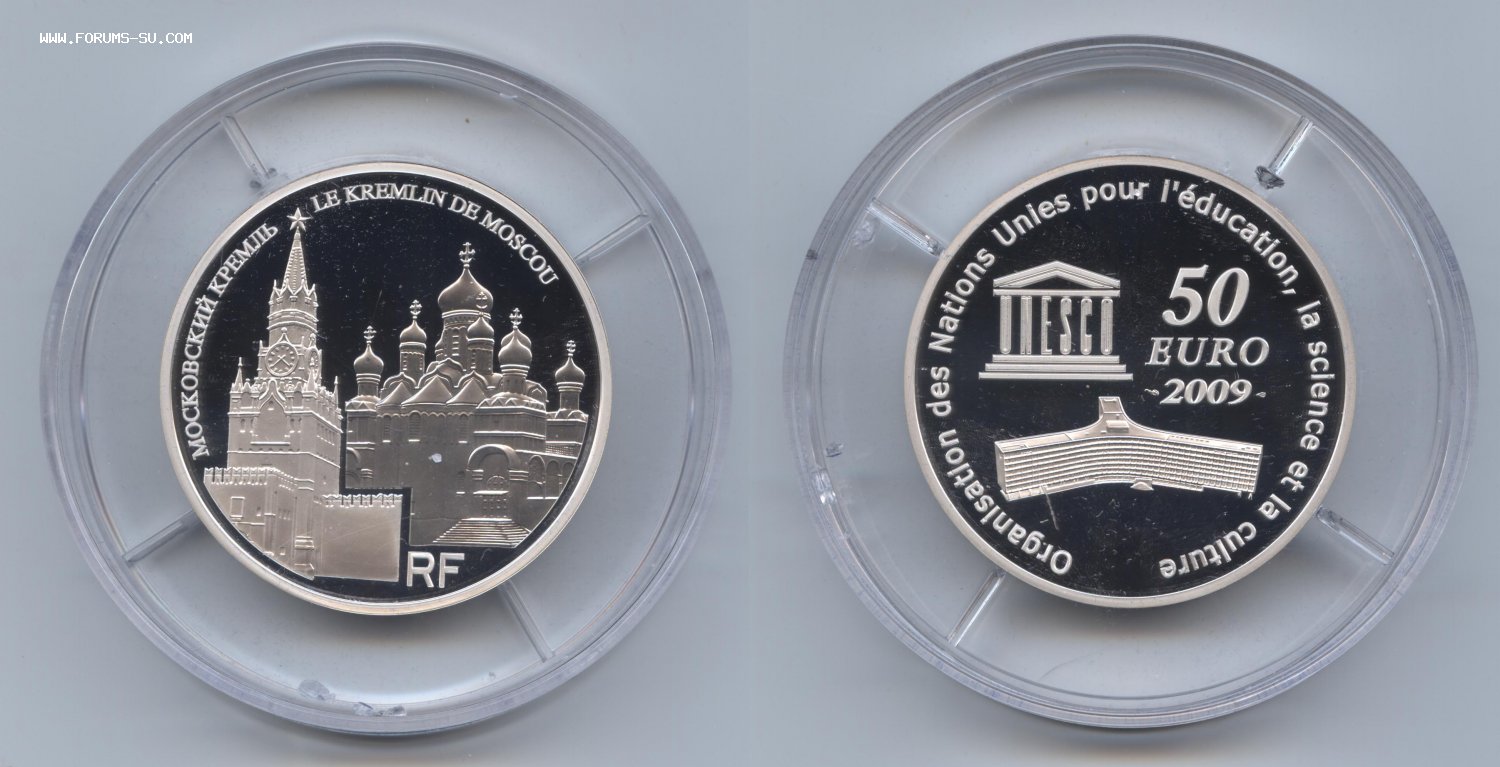 WWW.FORUMS-SU.COM
МОСКОВСКИЙ КРЕМЛЬ
LE KREMLIN DE MOSCOU
RF
Organisation des Nations Unies pour l'éducation, la science et la culture
UNESCO
50
EURO
2009